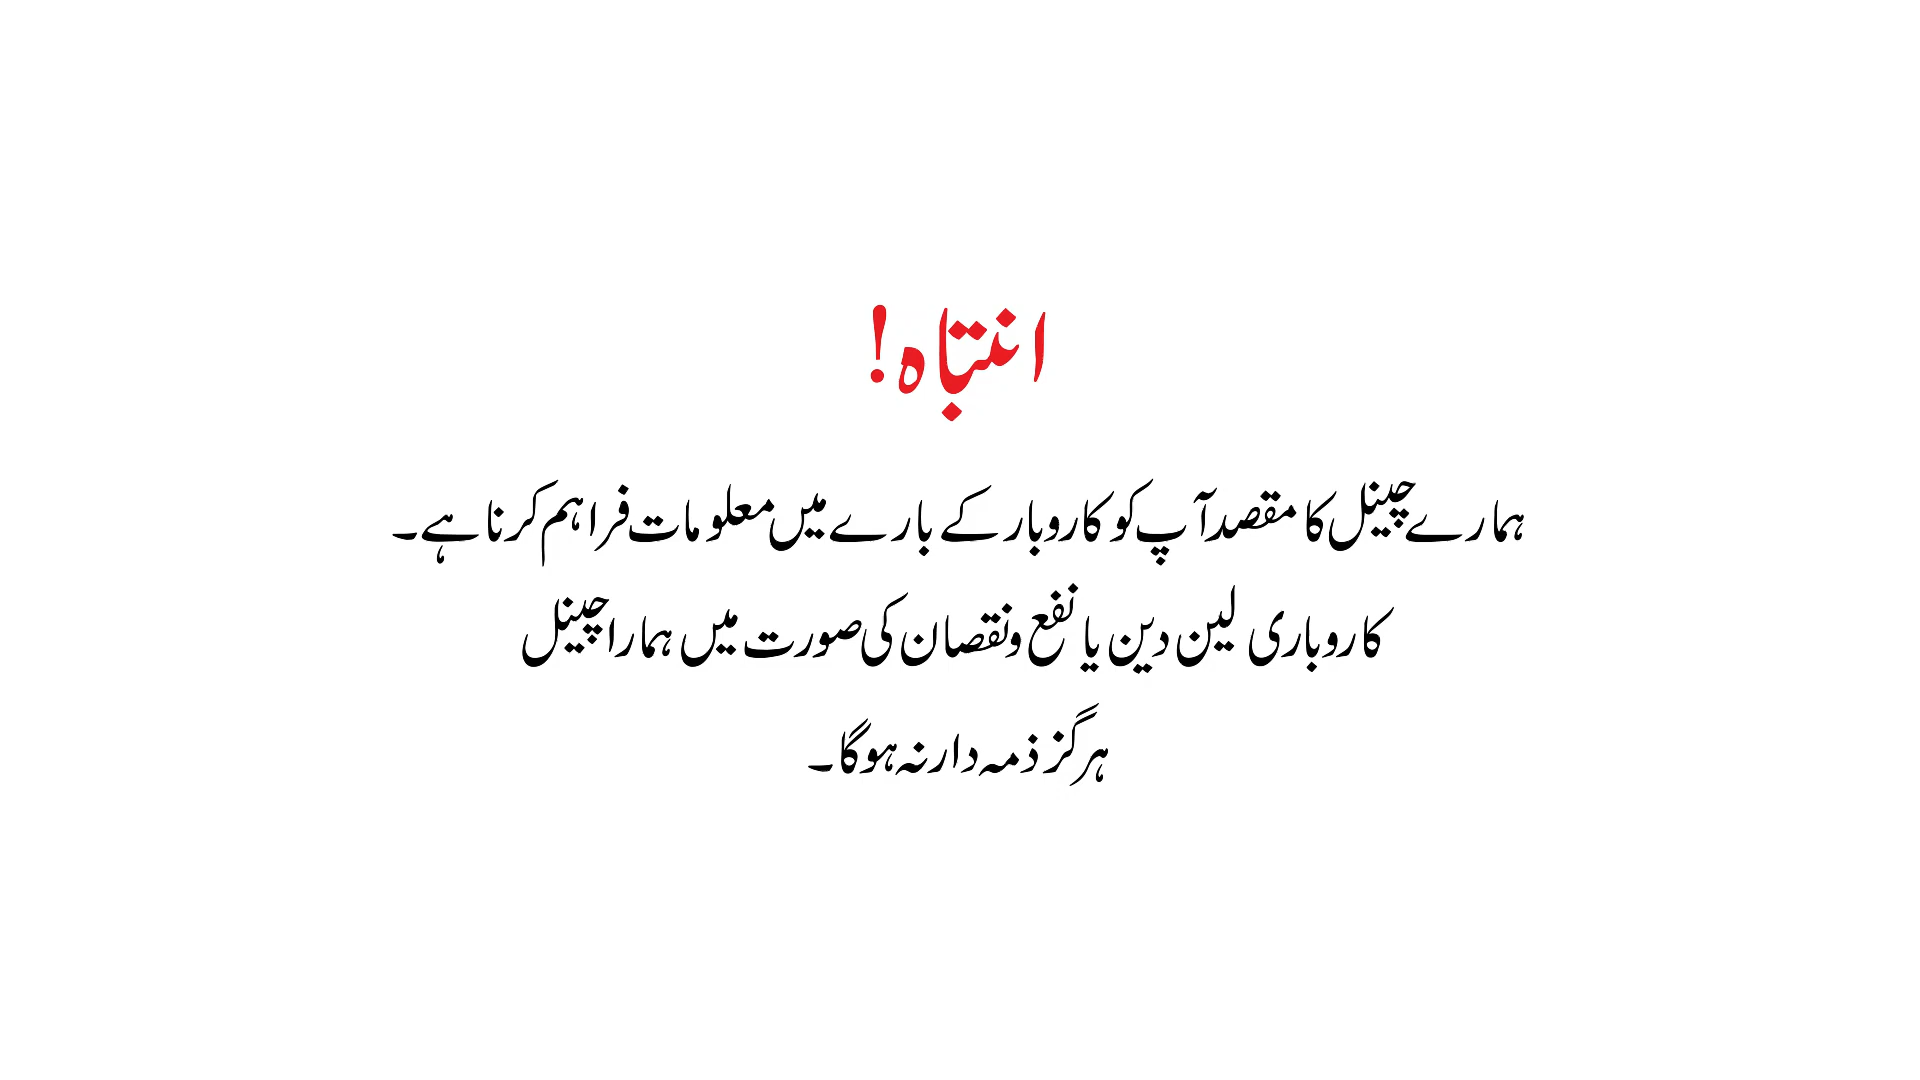 انتباہ!
ہمارے چینل کا مقصد آپ کو کاروبار کے بارے میں معلومات فراہم کرنا ہے۔
کاروباری لین دین یا نفع ونقصان کی صورت میں ہمارا چینل
ہرگز ذمہ دار نہ ہوگا۔